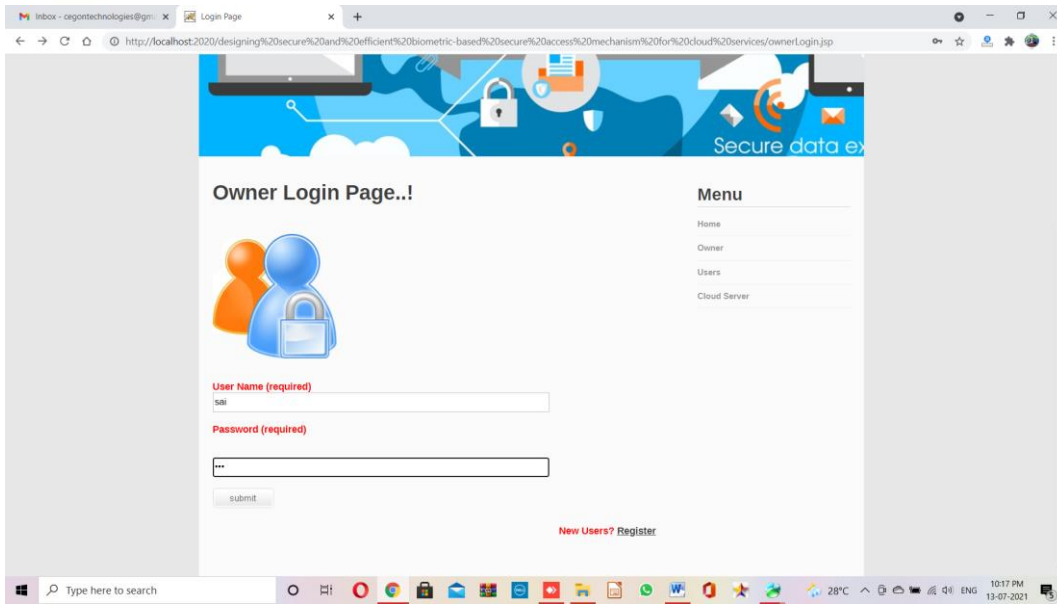 Inbox - cegontechnologies@gm
Login Page
http://localhost:2020/designing%20secure%20and%20efficient%20biometric-based%20secure%20access%20mechanism%20for%20cloud%20services/ownerLogin.jsp
Secure data ex
Owner Login Page..!
Menu
Home
Owner
Users
Cloud Server
User Name (required)
sai
Password (required)
•••
submit
New Users? Register
Type here to search
28°C
ENG
10:17 PM
13-07-2021